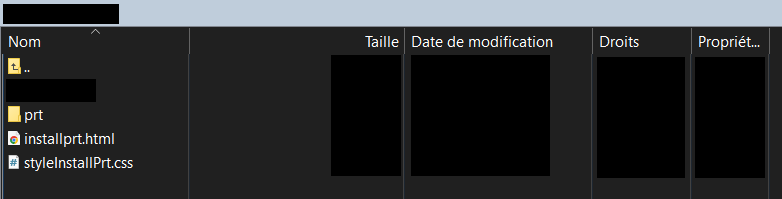 Nom Taille Date de modification Droits Propriét...
..
prt
installprt.html
styleInstallPrt.css